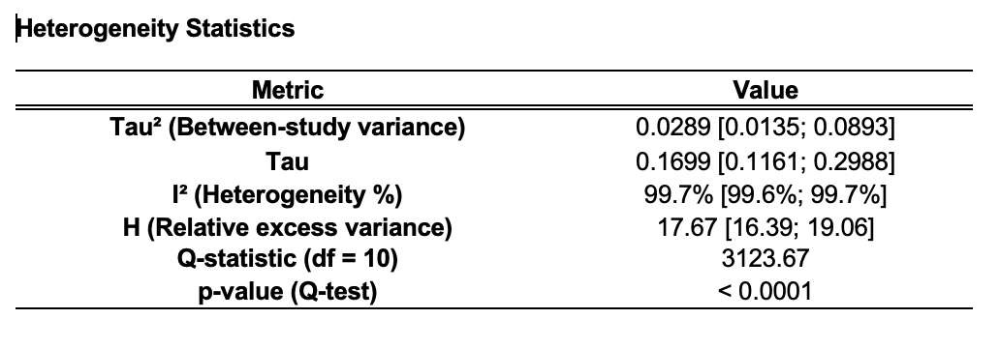 Heterogeneity Statistics
Metric Value
Tau² (Between-study variance) 0.0289 [0.0135; 0.0893]
Tau 0.1699 [0.1161; 0.2988]
I² (Heterogeneity %) 99.7% [99.6%; 99.7%]
H (Relative excess variance) 17.67 [16.39; 19.06]
Q-statistic (df = 10) 3123.67
p-value (Q-test) < 0.0001